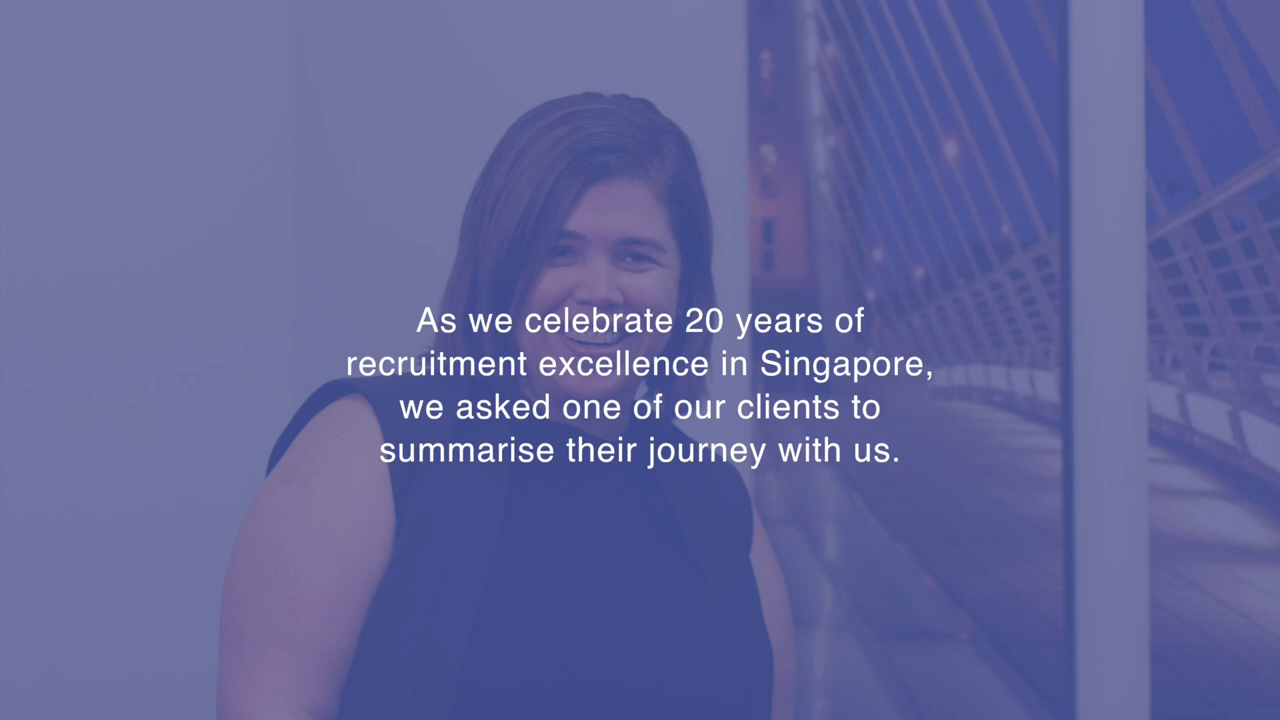 As we celebrate 20 years of
recruitment excellence in Singapore,
we asked one of our clients to
summarise their journey with us.